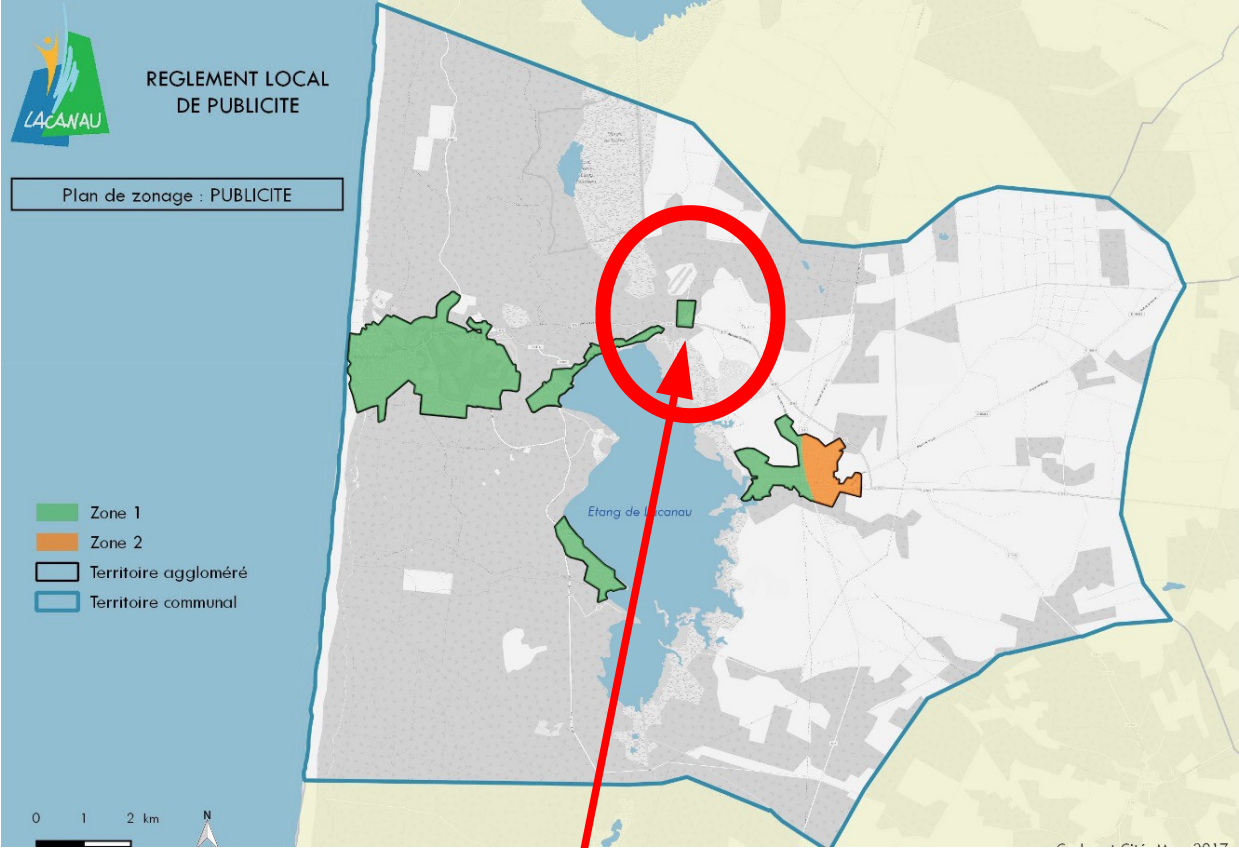 LACANAU
REGLEMENT LOCAL
DE PUBLICITE
Plan de zonage : PUBLICITE
Etang de Lacanau
Zone 1
Zone 2
Territoire aggloméré
Territoire communal
0 1 2 km
N
2017